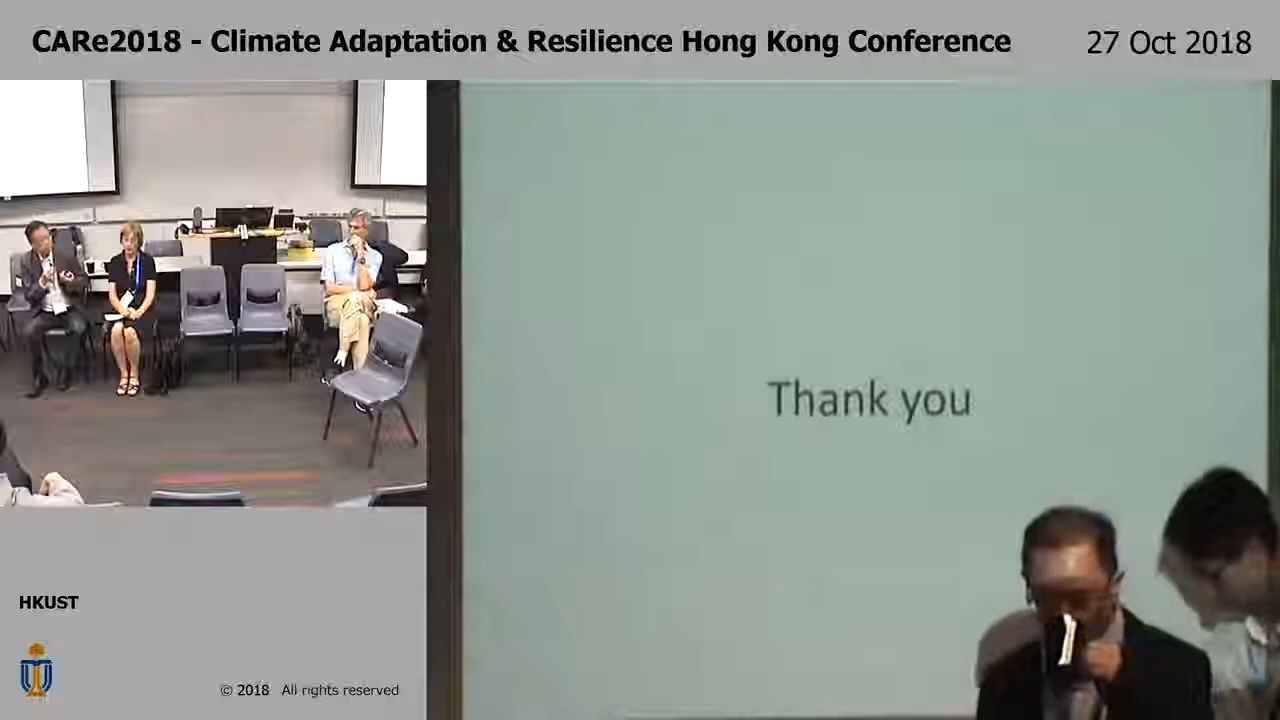 CARe2018 - Climate Adaptation & Resilience Hong Kong Conference
27 Oct 2018
Thank you
HKUST
© 2018 All rights reserved